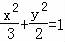 x²/3 + y²/2 = 1